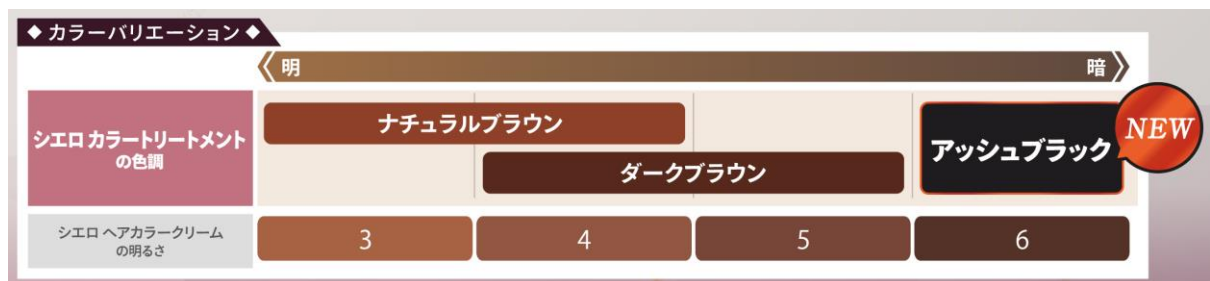 ◆ カラーバリエーション ◆
明
暗
シエロ カラートリートメント
の色調
ナチュラルブラウン
ダークブラウン
アッシュブラック
NEW
シエロ ヘアカラークリーム
の明るさ
3
4
5
6